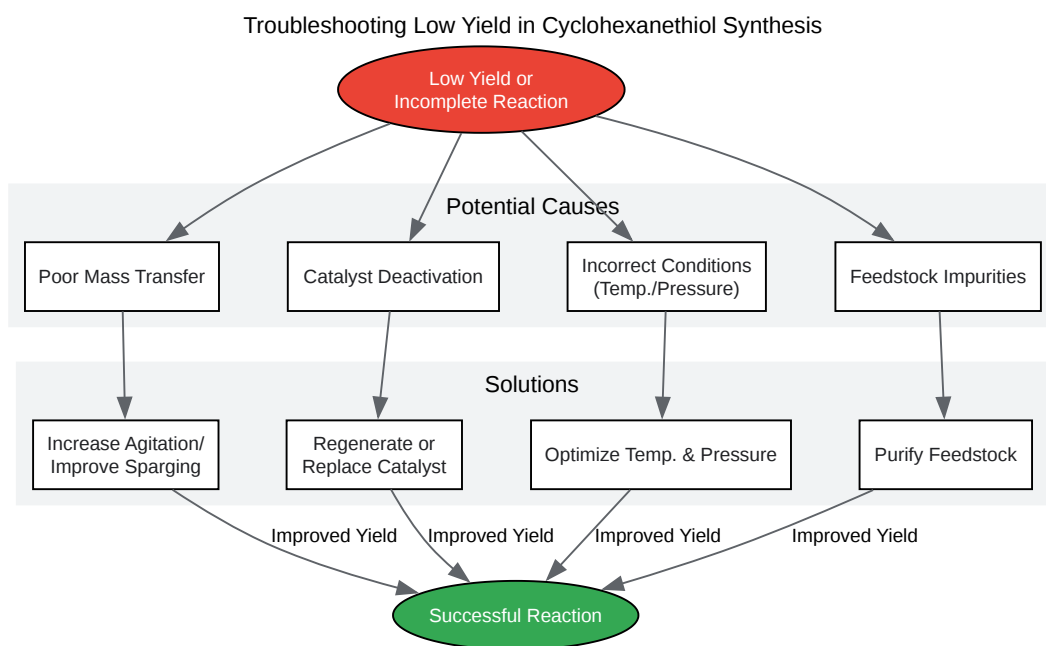 Troubleshooting Low Yield in Cyclohexanethiol Synthesis
Low Yield or
Incomplete Reaction
Potential Causes
Poor Mass Transfer
Catalyst Deactivation
Incorrect Conditions
(Temp./Pressure)
Feedstock Impurities
Solutions
Increase Agitation/
Improve Sparging
Regenerate or
Replace Catalyst
Optimize Temp. & Pressure
Purify Feedstock
Improved Yield
Improved Yield
Improved Yield
Improved Yield
Successful Reaction